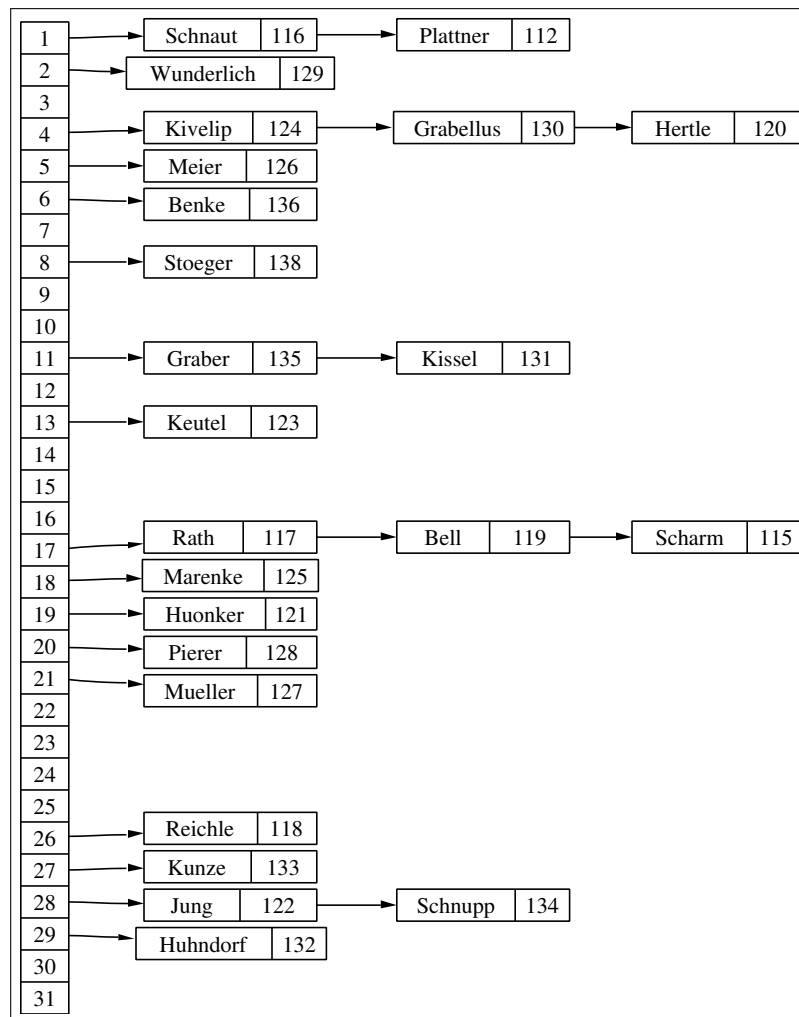 1 Schnaut 116 Plattner 112
2 Wunderlich 129
3
4 Kivelip 124 Grabellus 130 Hertle 120
5 Meier 126
6 Benke 136
7
8 Stoeger 138
9
10
11 Graber 135 Kissel 131
12
13 Keutel 123
14
15
16
17 Rath 117 Bell 119 Scharm 115
18 Marenke 125
19 Huonker 121
20 Pierer 128
21 Mueller 127
22
23
24
25
26 Reichle 118
27 Kunze 133
28 Jung 122 Schnupp 134
29 Huhndorf 132
30
31